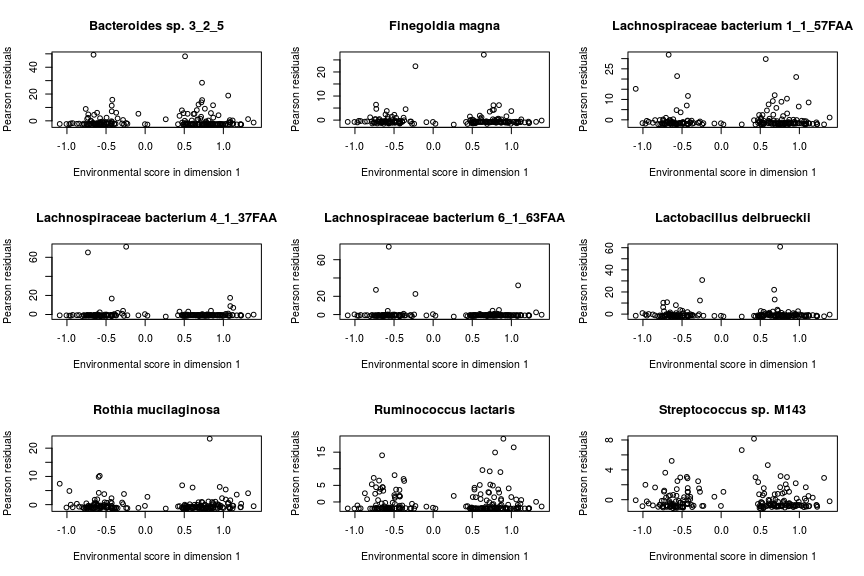 Bacteroides sp. 3_2_5
Pearson residuals
0 20 40
-1.0 -0.5 0.0 0.5 1.0
Environmental score in dimension 1
Finegoldia magna
Pearson residuals
0 10 20
-1.0 -0.5 0.0 0.5 1.0
Environmental score in dimension 1
Lachnospiraceae bacterium 1_1_57FAA
Pearson residuals
0 10 25
-1.0 -0.5 0.0 0.5 1.0
Environmental score in dimension 1
Lachnospiraceae bacterium 4_1_37FAA
Pearson residuals
0 20 60
-1.0 -0.5 0.0 0.5 1.0
Environmental score in dimension 1
Lachnospiraceae bacterium 6_1_63FAA
Pearson residuals
0 20 60
-1.0 -0.5 0.0 0.5 1.0
Environmental score in dimension 1
Lactobacillus delbrueckii
Pearson residuals
0 20 40 60
-1.0 -0.5 0.0 0.5 1.0
Environmental score in dimension 1
Rothia mucilaginosa
Pearson residuals
0 10 20
-1.0 -0.5 0.0 0.5 1.0
Environmental score in dimension 1
Ruminococcus lactaris
Pearson residuals
0 5 15
-1.0 -0.5 0.0 0.5 1.0
Environmental score in dimension 1
Streptococcus sp. M143
Pearson residuals
0 4 8
-1.0 -0.5 0.0 0.5 1.0
Environmental score in dimension 1